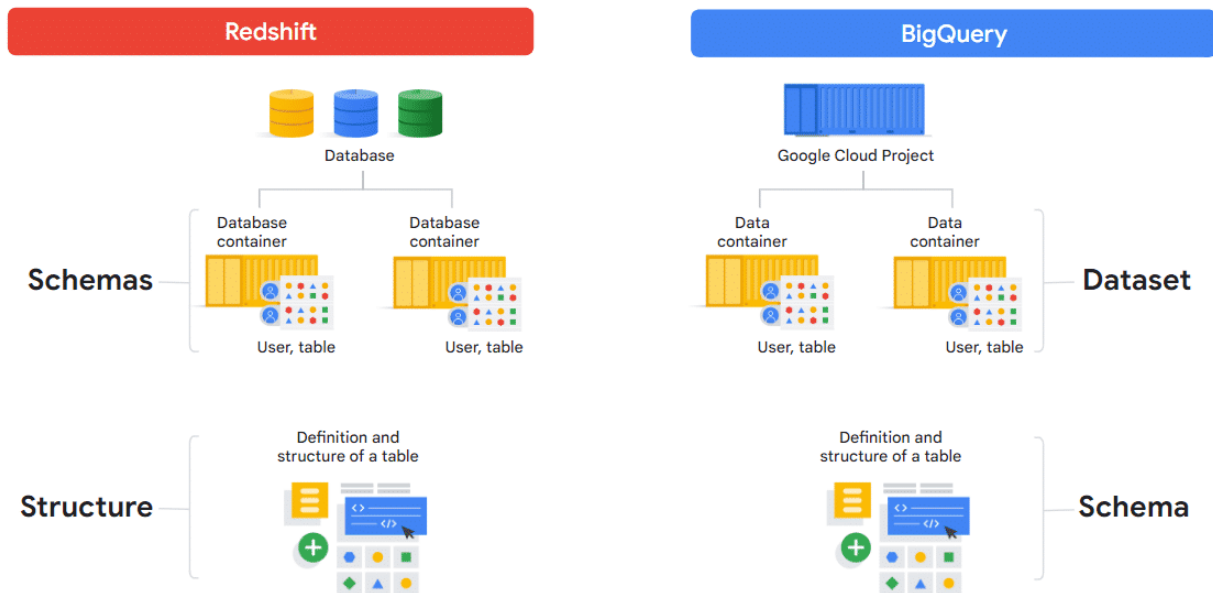 Redshift
Database
Database
container
Database
container
Schemas
User, table
User, table
Definition and
structure of a table
Structure
BigQuery
Google Cloud Project
Data
container
Data
container
Dataset
User, table
User, table
Definition and
structure of a table
Schema